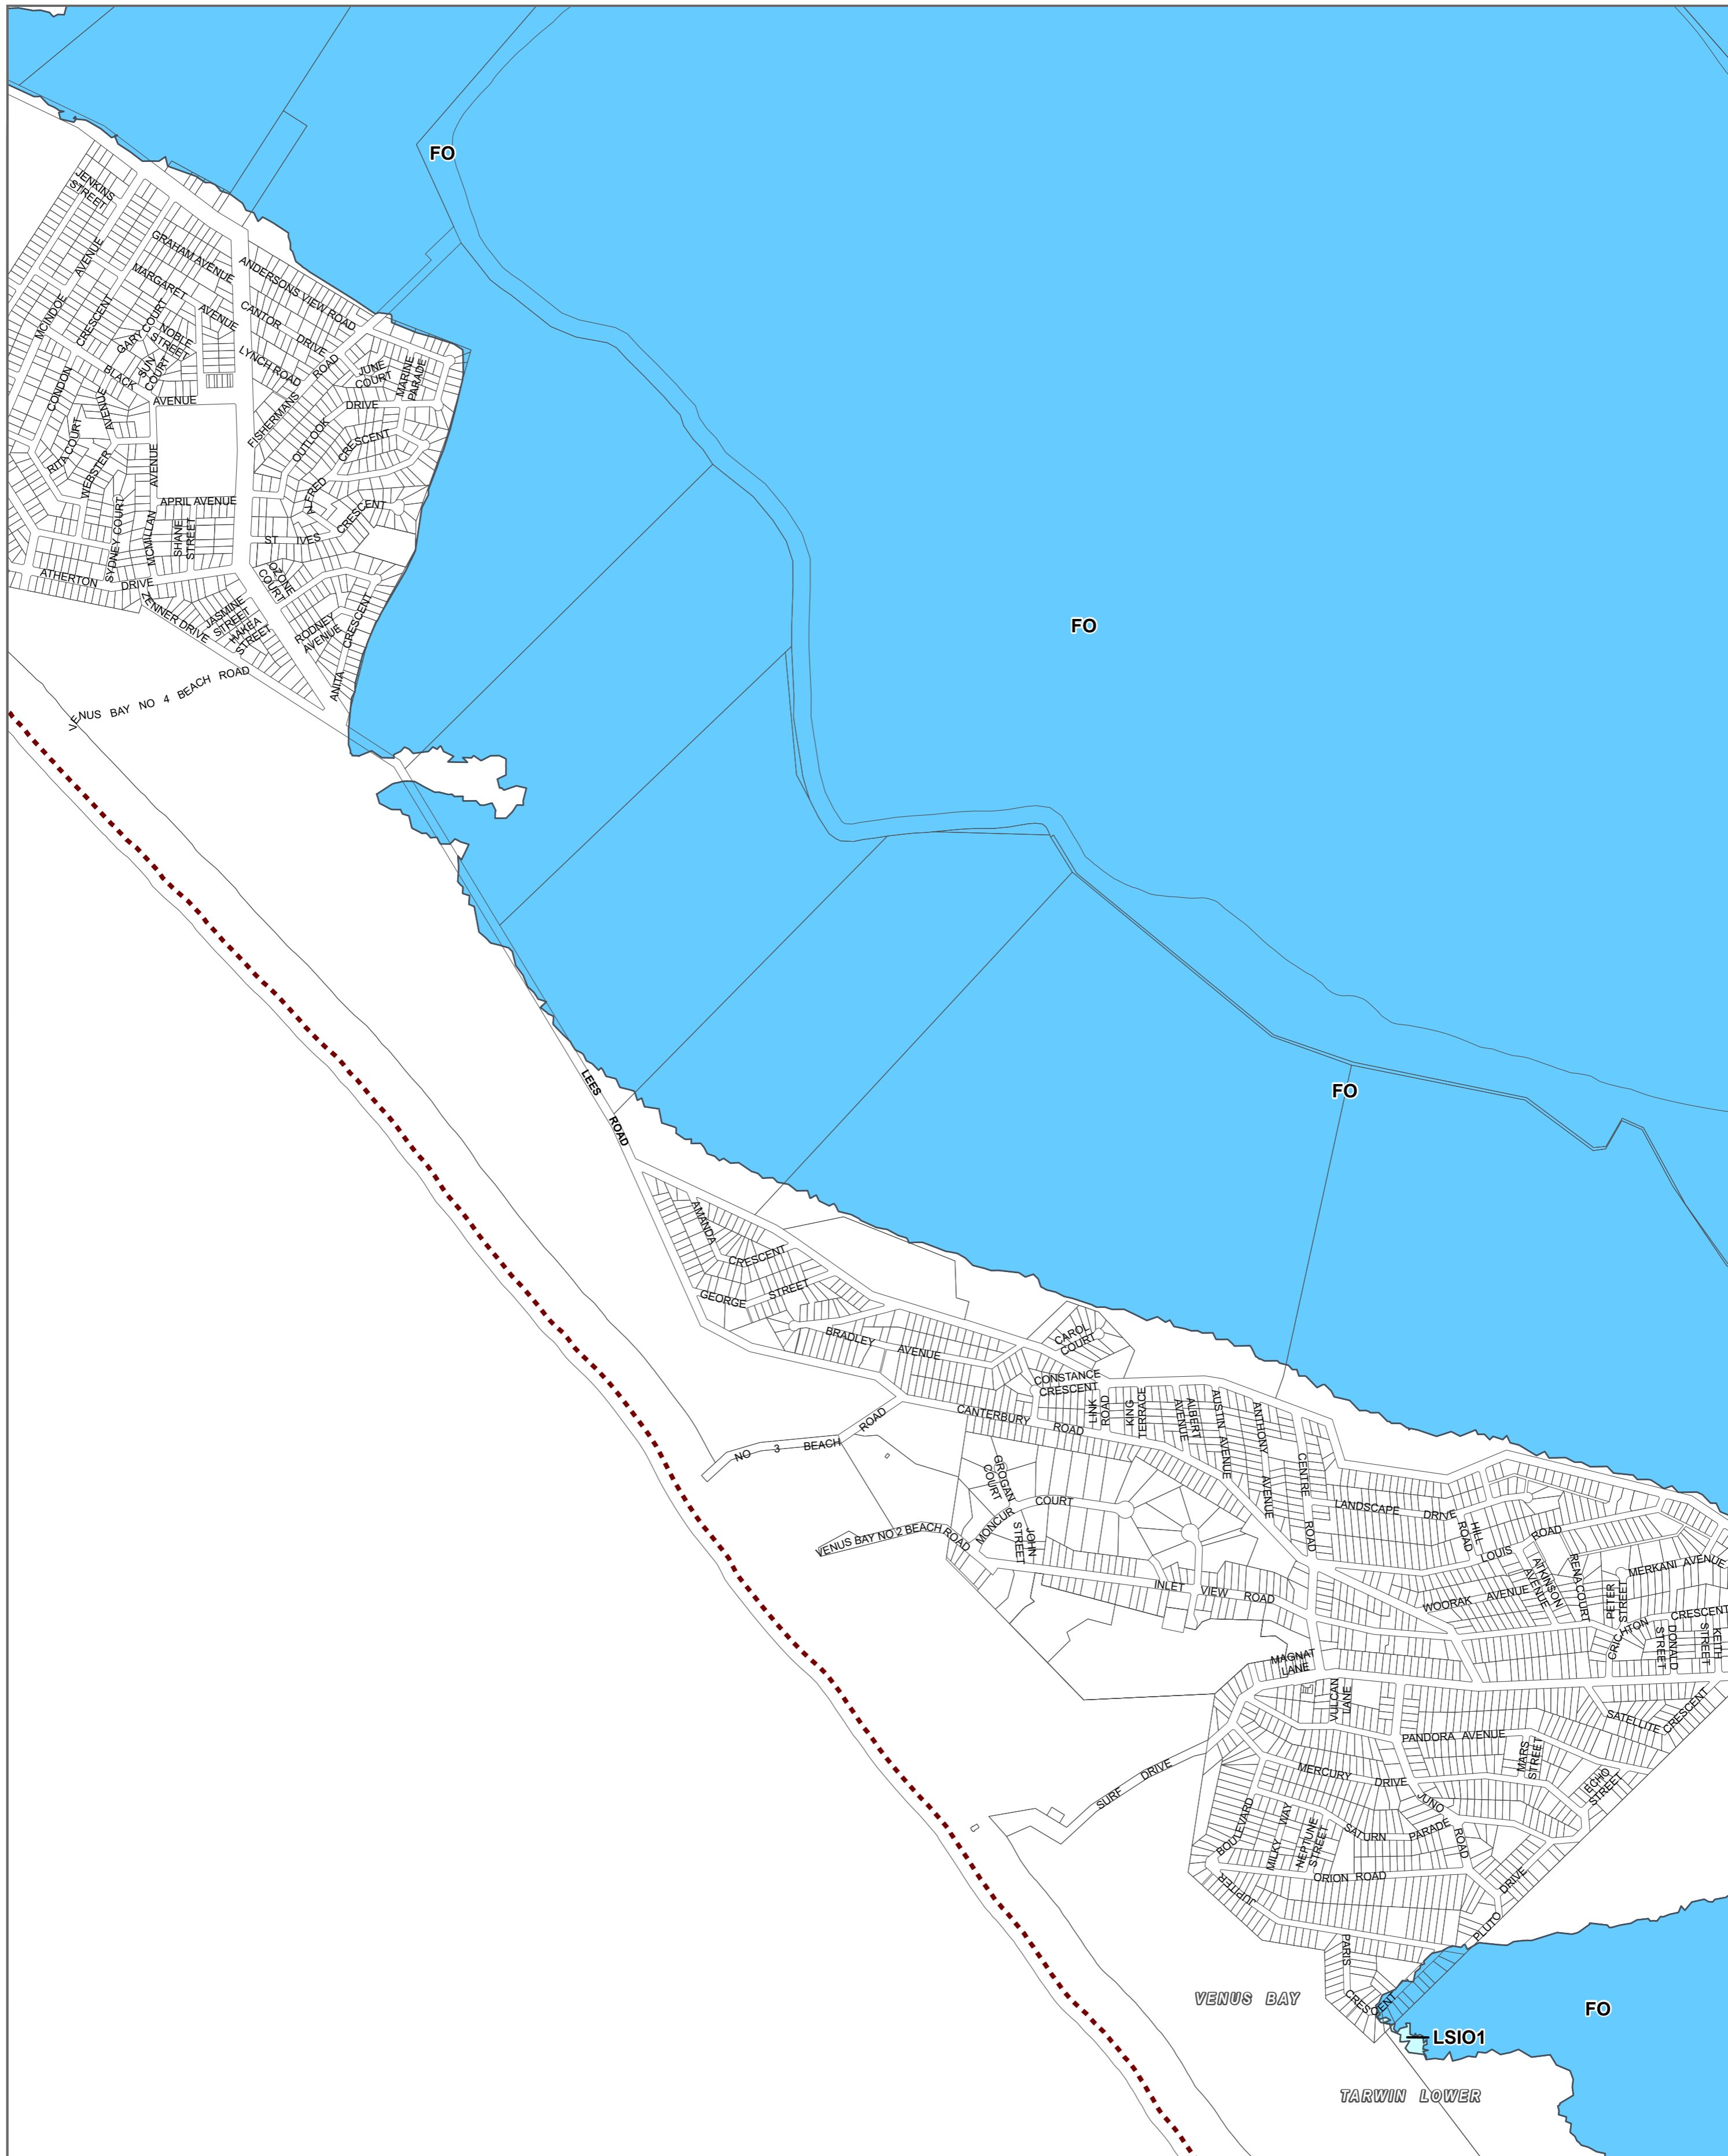 FO
JENKINS
STREET
GRAHAM AVENUE
ANDERSONS VIEW ROAD
MCINDOE
AVENUE
MARGARET
AVENUE
CANTOR
DRIVE
CRESCENT
GARY COURT
NOBLE
STREET
SUN
COURT
LYNCH ROAD
FISHERMANS
ROAD
JUNE
COURT
MARINE
PARADE
BLACK
AVENUE
CONDON
AVENUE
WEBSTER
RITA COURT
OUTLOOK
DRIVE
CRESCENT
ALFRED
AVENUE
MCMILLAN
APRIL AVENUE
CRESCENT
ST IVES
SYDNEY COURT
SHANE
STREET
ATHERTON
DRIVE
OZONE
COURT
ZENNER DRIVE
JASMINE
STREET
HAKEA
STREET
RODNEY
AVENUE
CRESCENT
ANITA
FO
VENUS BAY NO 4 BEACH ROAD
LEES
ROAD
FO
AMANDA
CRESCENT
GEORGE
STREET
BRADLEY
AVENUE
CAROL
COURT
CONSTANCE
CRESCENT
CANTERBURY
ROAD
LINK
ROAD
KING
TERRACE
ALBERT
AVENUE
AUSTIN AVENUE
ANTHONY
AVENUE
CENTRE
ROAD
NO 3 BEACH
ROAD
GROGAN
COURT
MONCUR
COURT
JOHN
STREET
VENUS BAY NO 2 BEACH ROAD
LANDSCAPE DRIVE
HILL
ROAD
LOUIS
ROAD
ATKINSON
AVENUE
RENA COURT
MERKANI AVENUE
PETER
STREET
INLET VIEW ROAD
WOORAK AVENUE
CRICHTON
CRESCENT
DONALD
STREET
KEITH
STREET
MAGNAT
LANE
VULCAN
LANE
SATELLITE CRESCENT
PANDORA AVENUE
MARS
STREET
ECHO
STREET
MERCURY DRIVE
SURF DRIVE
JUNO
ROAD
BOULEVARD
MILKY WAY
NEPTUNE
STREET
SATURN PARADE
ORION ROAD
JUPITER
PLUTO
DRIVE
PARIS
CRESCENT
VENUS BAY
FO
LSIO1
TARWIN LOWER